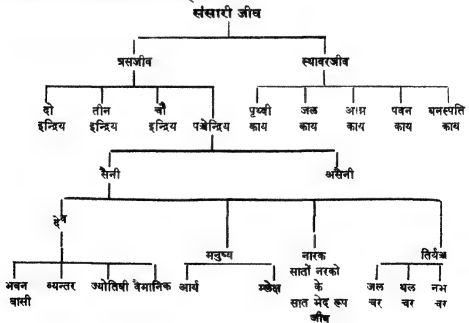 संसारी जीव
त्रसजीव स्थावरजीव
दो तीन चौ पञ्चेन्द्रिय पृथ्वी जल अग्नि पवन वनस्पति
इन्द्रिय इन्द्रिय इन्द्रिय काय काय काय काय काय
सैनी असैनी
देव
मनुष्य नारक तिर्यञ्च
सातों नरको
भवन व्यन्तर ज्योतिषी वैमानिक आर्य म्लेक्ष के जल थल नभ
वासी सात भेद रूप चर चर चर
जीव